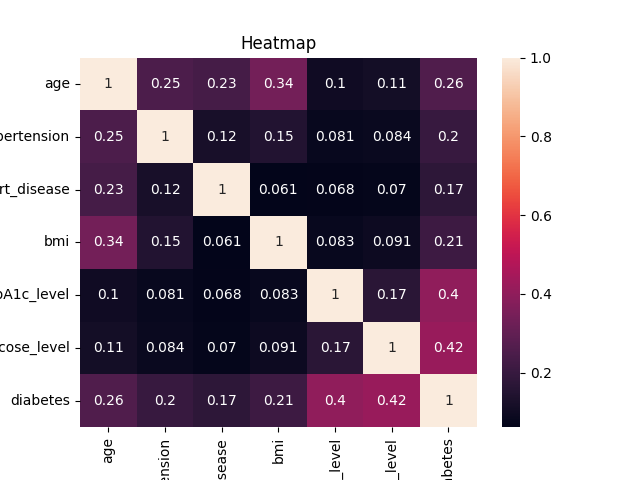 Heatmap
age 1 0.25 0.23 0.34 0.1 0.11 0.26
pertension 0.25 1 0.12 0.15 0.081 0.084 0.2
rt_disease 0.23 0.12 1 0.061 0.068 0.07 0.17
bmi 0.34 0.15 0.061 1 0.083 0.091 0.21
bA1c_level 0.1 0.081 0.068 0.083 1 0.17 0.4
cose_level 0.11 0.084 0.07 0.091 0.17 1 0.42
diabetes 0.26 0.2 0.17 0.21 0.4 0.42 1
age
ension
sease
bmi
_level
_level
abetes
1.0
0.8
0.6
0.4
0.2